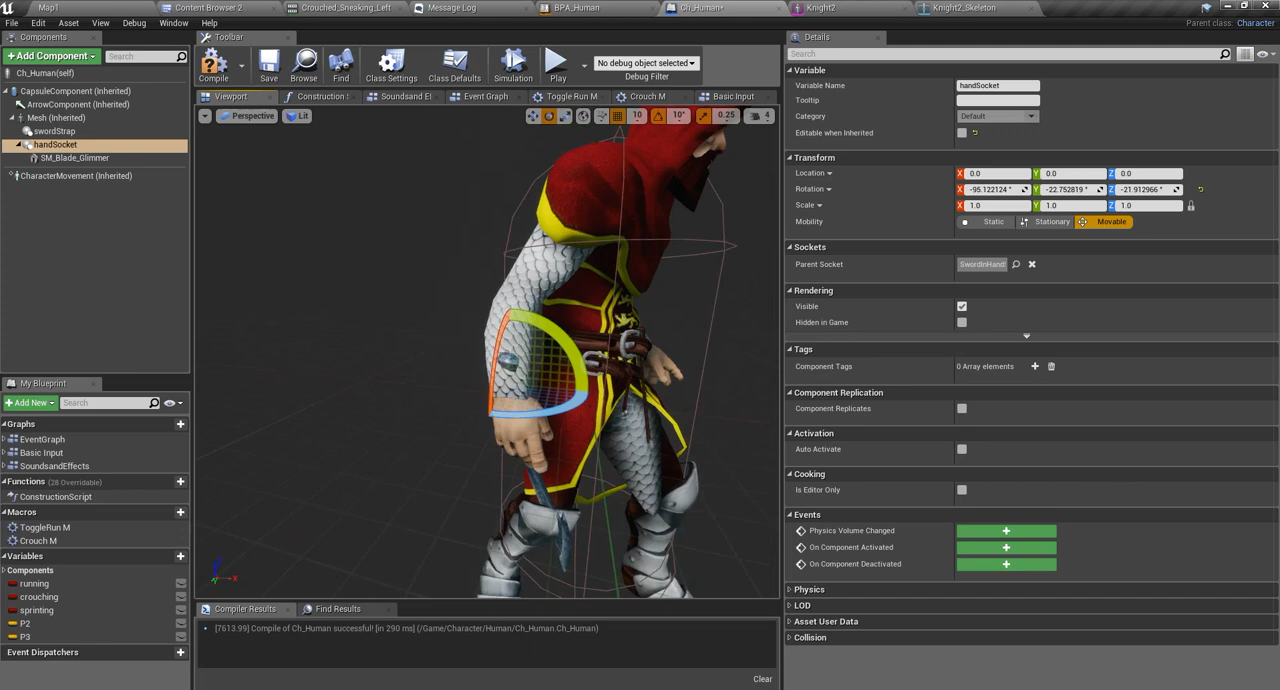 Map1 Content Browser 2 Crouched_Sneaking_Left Message Log BPA_Human Ch_Human* Knight2 Knight2_Skeleton
File Edit Asset View Debug Window Help Parent class: Character
Components
+ Add Component Search
Ch_Human(self)
CapsuleComponent (Inherited)
ArrowComponent (Inherited)
Mesh (Inherited)
swordStrap
handSocket
SM_Blade_Glimmer
CharacterMovement (Inherited)
My Blueprint
+ Add New Search
Graphs
EventGraph
Basic Input
SoundsandEffects
Functions (28 Overridable)
ConstructionScript
Macros
ToggleRun M
Crouch M
Variables
Components
running
crouching
sprinting
P2
P3
Event Dispatchers
Toolbar
Compile Save Browse Find Class Settings Class Defaults Simulation Play No debug object selected
Debug Filter
Viewport Construction S Soundsand Ef Event Graph Toggle Run M Crouch M Basic Input
Perspective Lit 10 10° 0.25 4
X
Compiler Results Find Results
[7613.99] Compile of Ch_Human successful! [in 290 ms] (/Game/Character/Human/Ch_Human.Ch_Human)
Clear
Details
Search
Variable
Variable Name handSocket
Tooltip
Category Default
Editable when Inherited
Transform
Location X 0.0 Y 0.0 Z 0.0
Rotation X -95.122124 ° Y -22.752819 ° Z -21.912966 °
Scale X 1.0 Y 1.0 Z 1.0
Mobility Static Stationary Movable
Sockets
Parent Socket SwordInHand
Rendering
Visible
Hidden in Game
Tags
Component Tags 0 Array elements
Component Replication
Component Replicates
Activation
Auto Activate
Cooking
Is Editor Only
Events
Physics Volume Changed
On Component Activated
On Component Deactivated
Physics
LOD
Asset User Data
Collision